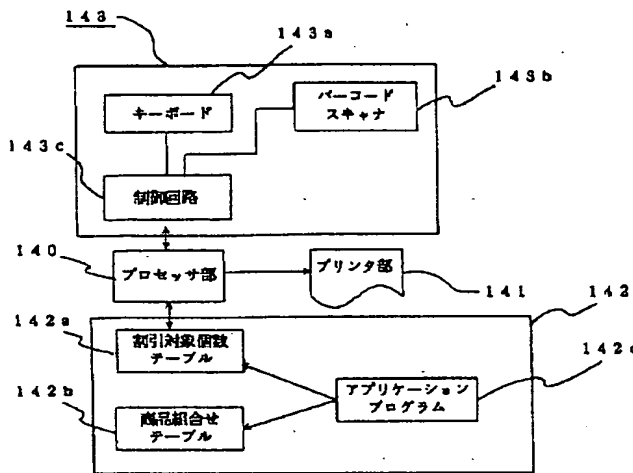 143
143a
キーボード
バーコード
スキャナ
143b
143c
制御回路
140
プロセッサ部
プリンタ部
141
142
142a
割引対象個数
テーブル
142b
商品組合せ
テーブル
アプリケーション
プログラム
142c